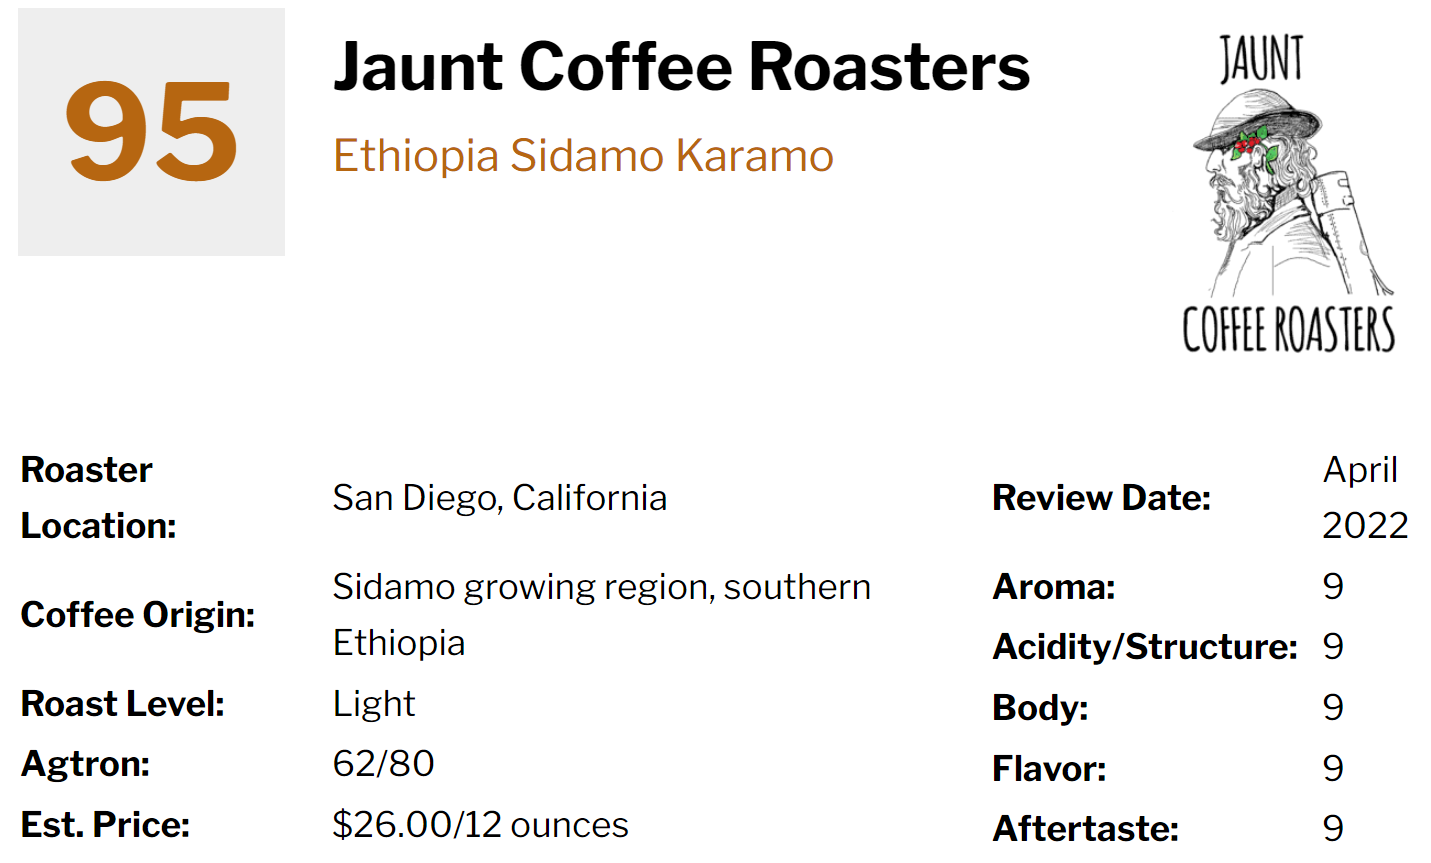 95
Jaunt Coffee Roasters
Ethiopia Sidamo Karamo
JAUNT
COFFEE ROASTERS
Roaster
Location:
San Diego, California
Coffee Origin:
Sidamo growing region, southern
Ethiopia
Roast Level:
Light
Agtron:
62/80
Est. Price:
$26.00/12 ounces
Review Date:
April
2022
Aroma:
9
Acidity/Structure:
9
Body:
9
Flavor:
9
Aftertaste:
9